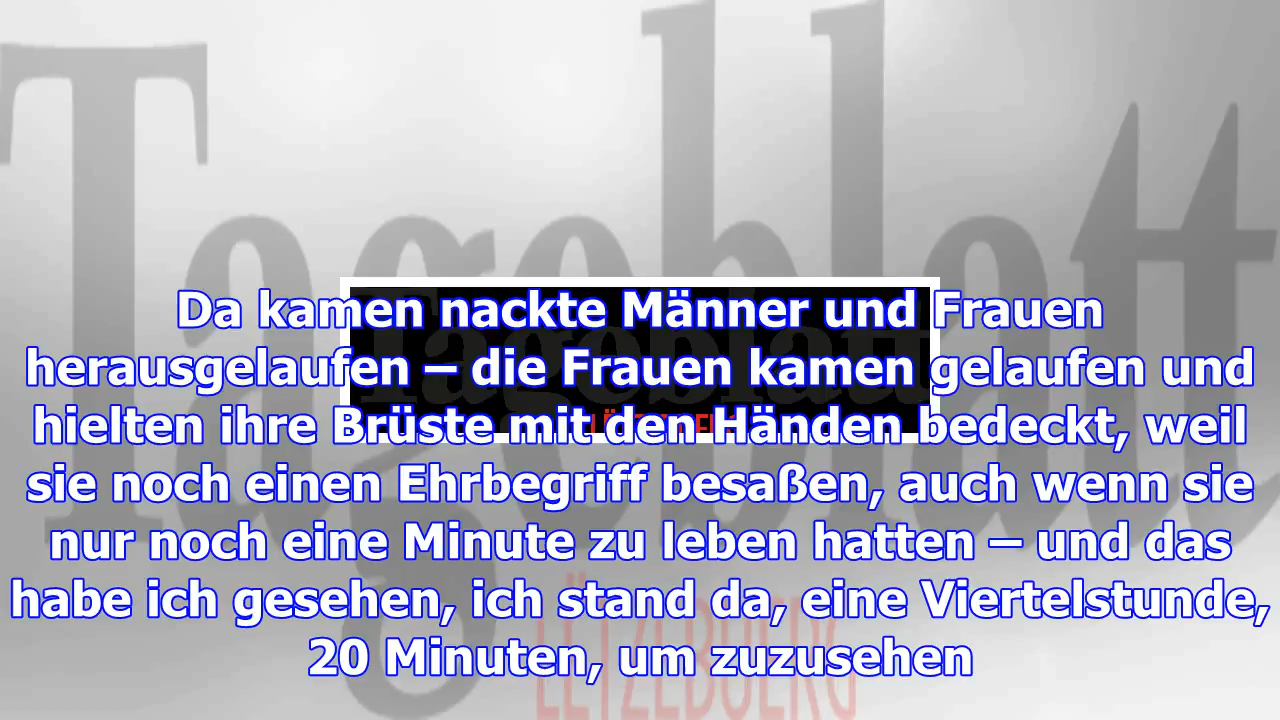 Tageblatt
LËTZEBUERG
Da kamen nackte Männer und Frauen
herausgelaufen – die Frauen kamen gelaufen und
hielten ihre Brüste mit den Händen bedeckt, weil
sie noch einen Ehrbegriff besaßen, auch wenn sie
nur noch eine Minute zu leben hatten – und das
habe ich gesehen, ich stand da, eine Viertelstunde,
20 Minuten, um zuzusehen